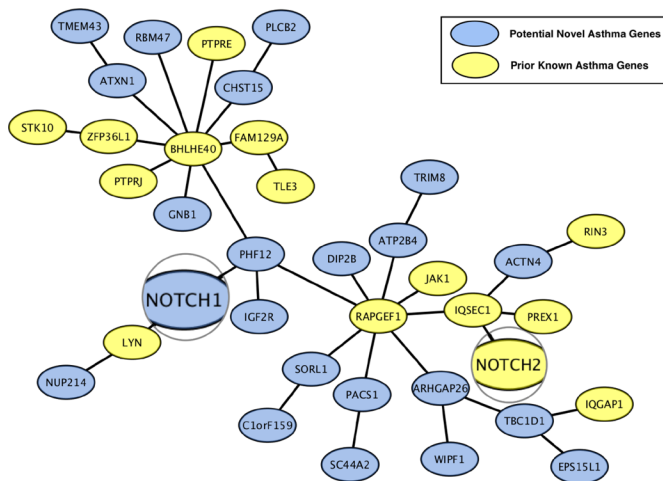 TMEM43
RBM47
PTPRE
PLCB2
Potential Novel Asthma Genes
Prior Known Asthma Genes
ATXN1
CHST15
STK10
ZFP36L1
BHLHE40
FAM129A
PTPRJ
TLE3
GNB1
TRIM8
RIN3
PHF12
DIP2B
ATP2B4
ACTN4
JAK1
NOTCH1
IGF2R
RAPGEF1
IQSEC1
PREX1
LYN
NOTCH2
NUP214
SORL1
PACS1
ARHGAP26
IQGAP1
C1orF159
TBC1D1
SC44A2
WIPF1
EPS15L1